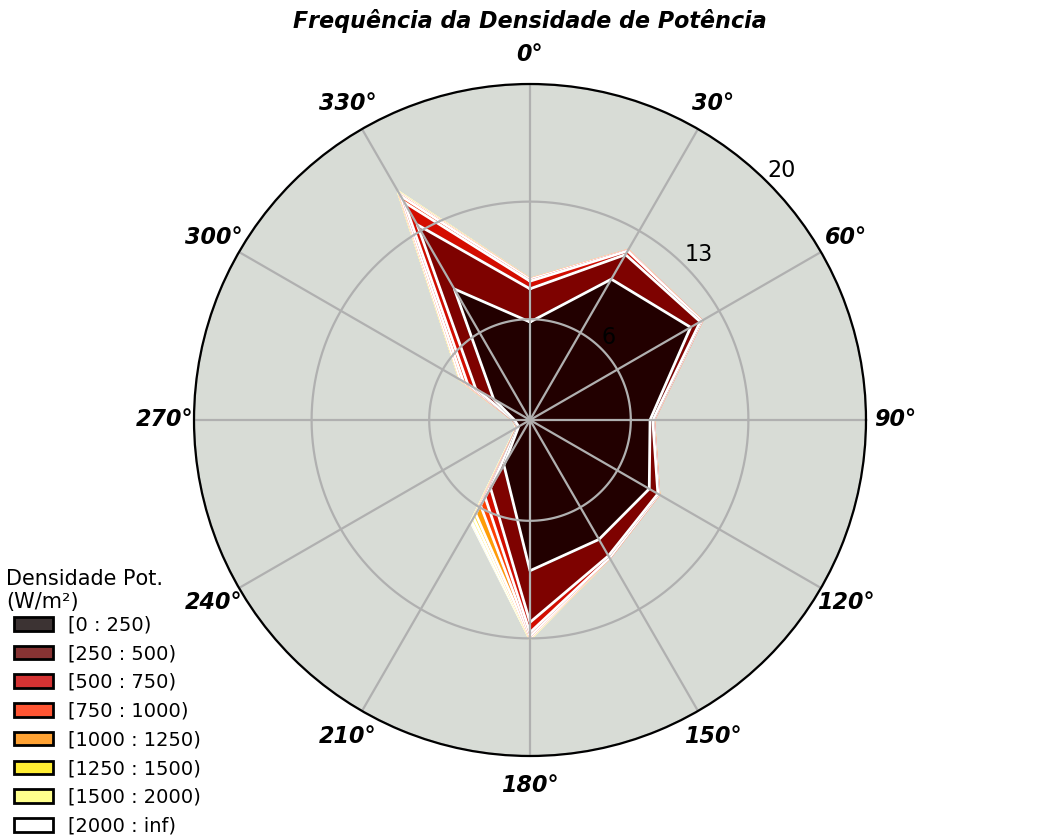 Frequência da Densidade de Potência
0°
330°
30°
20
300°
60°
13
6
270°
90°
240°
120°
210°
150°
180°
Densidade Pot.
(W/m²)
[0 : 250)
[250 : 500)
[500 : 750)
[750 : 1000)
[1000 : 1250)
[1250 : 1500)
[1500 : 2000)
[2000 : inf)